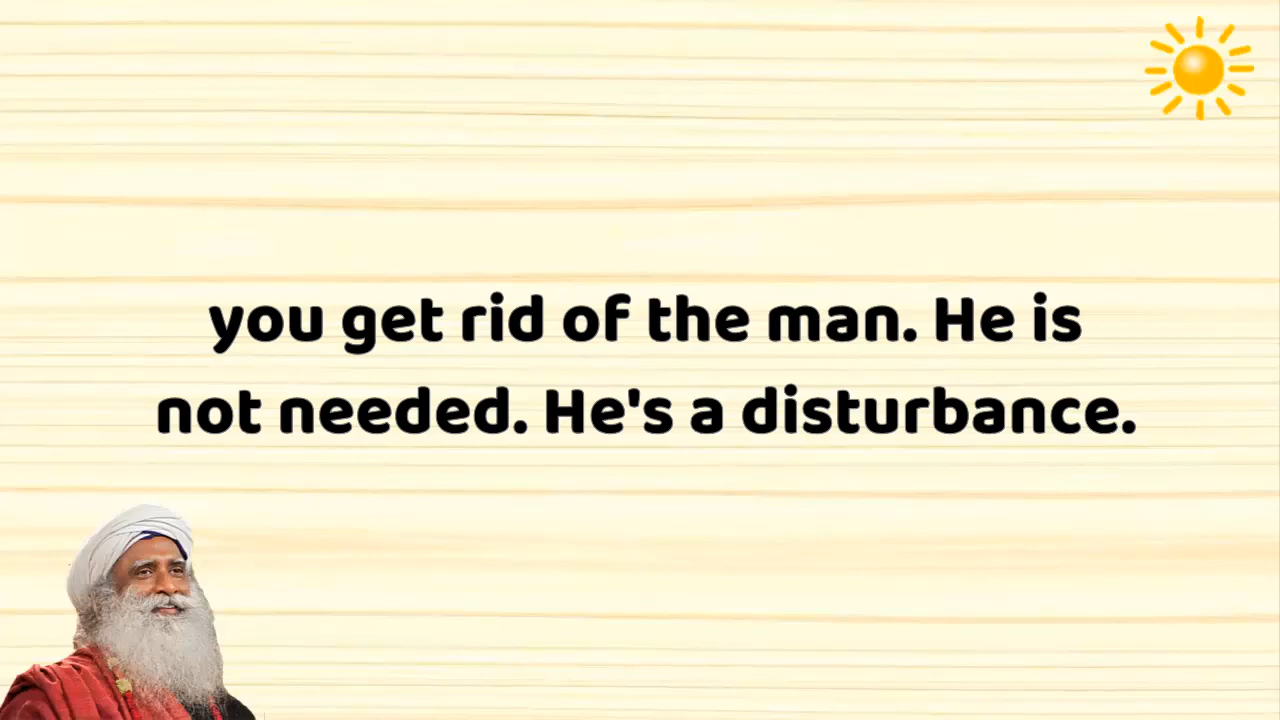 you get rid of the man. He is
not needed. He's a disturbance.